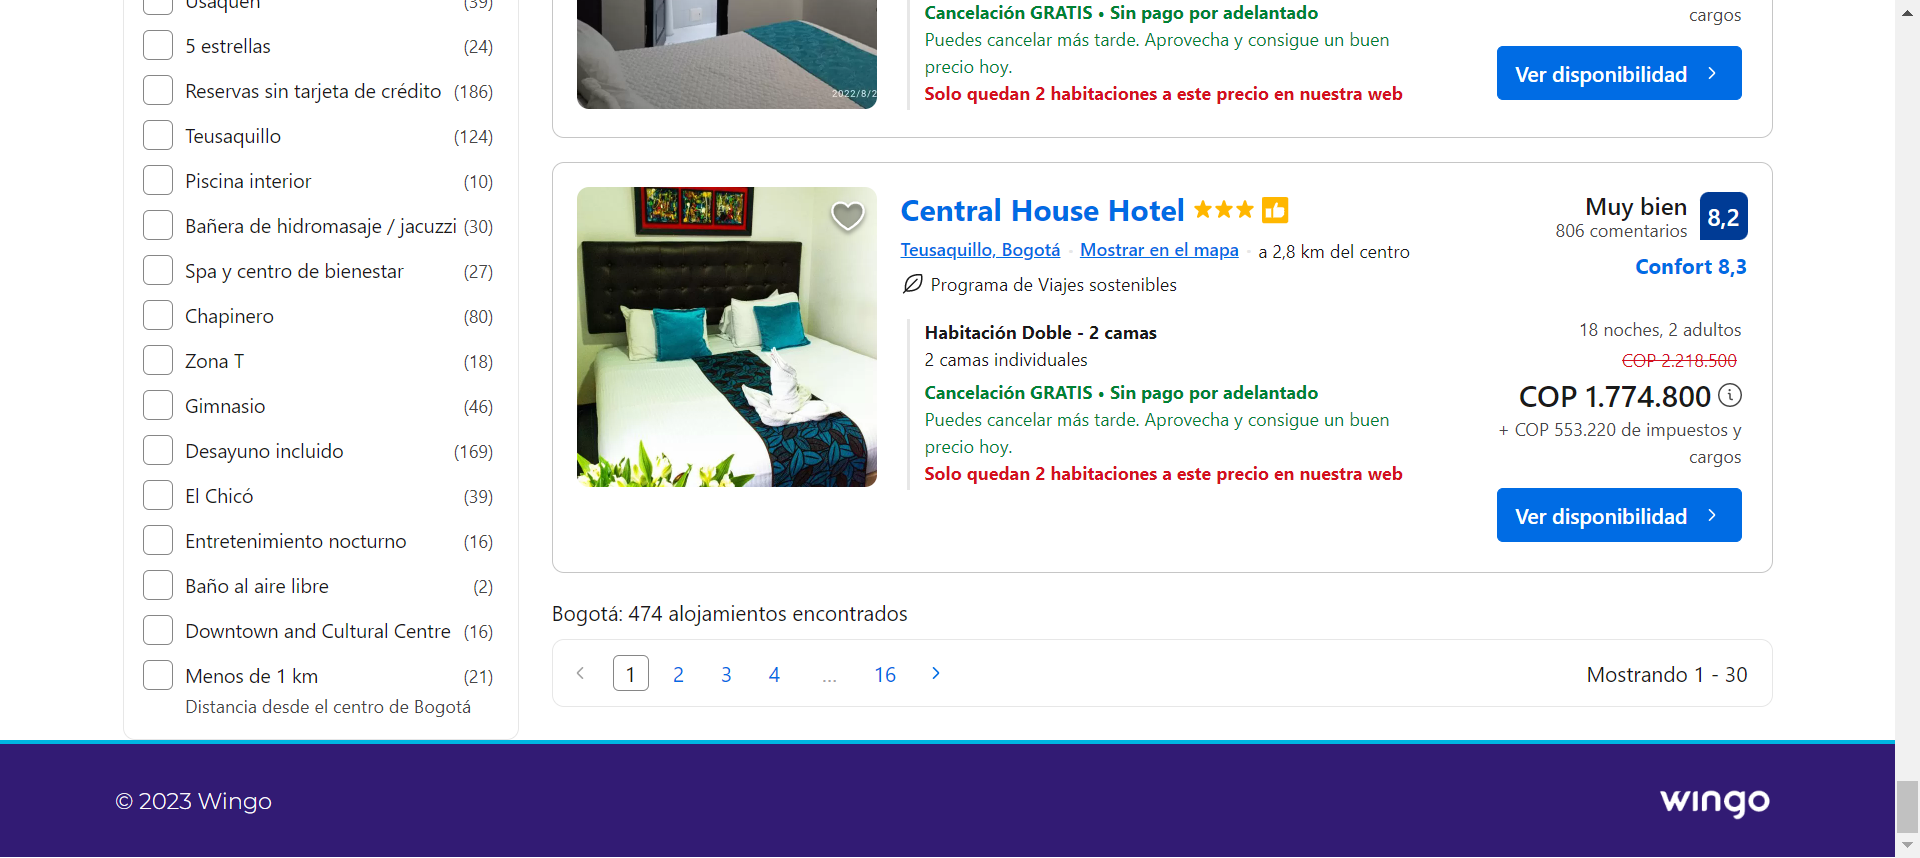 Usaquén (39)
5 estrellas (24)
Reservas sin tarjeta de crédito (186)
Teusaquillo (124)
Piscina interior (10)
Bañera de hidromasaje / jacuzzi (30)
Spa y centro de bienestar (27)
Chapinero (80)
Zona T (18)
Gimnasio (46)
Desayuno incluido (169)
El Chicó (39)
Entretenimiento nocturno (16)
Baño al aire libre (2)
Downtown and Cultural Centre (16)
Menos de 1 km (21)
Distancia desde el centro de Bogotá
2022/8/2
Cancelación GRATIS • Sin pago por adelantado
Puedes cancelar más tarde. Aprovecha y consigue un buen
precio hoy.
Solo quedan 2 habitaciones a este precio en nuestra web
cargos
Ver disponibilidad
Central House Hotel
Teusaquillo, Bogotá · Mostrar en el mapa · a 2,8 km del centro
Programa de Viajes sostenibles
Habitación Doble - 2 camas
2 camas individuales
Cancelación GRATIS • Sin pago por adelantado
Puedes cancelar más tarde. Aprovecha y consigue un buen
precio hoy.
Solo quedan 2 habitaciones a este precio en nuestra web
Muy bien 8,2
806 comentarios
Confort 8,3
18 noches, 2 adultos
COP 2.218.500
COP 1.774.800
+ COP 553.220 de impuestos y
cargos
Ver disponibilidad
Bogotá: 474 alojamientos encontrados
1 2 3 4 ... 16
Mostrando 1 - 30
© 2023 Wingo
wingo